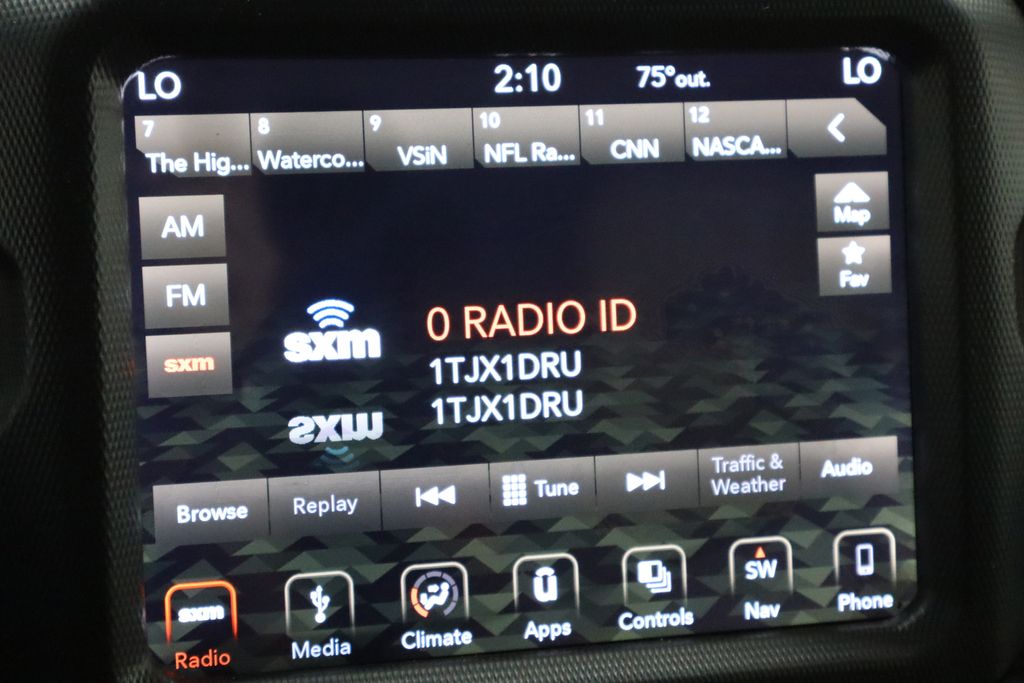 LO 2:10 75° out. LO
7 8 9 10 11 12
The Hig... Waterco... VSiN NFL Ra... CNN NASCA... <
AM
Map
FM
Fav
sxm
sxm
0 RADIO ID
1TJX1DRU
1TJX1DRU
sxm
Browse Replay Tune Traffic & Weather Audio
sxm SW
Radio Media Climate Apps Controls Nav Phone